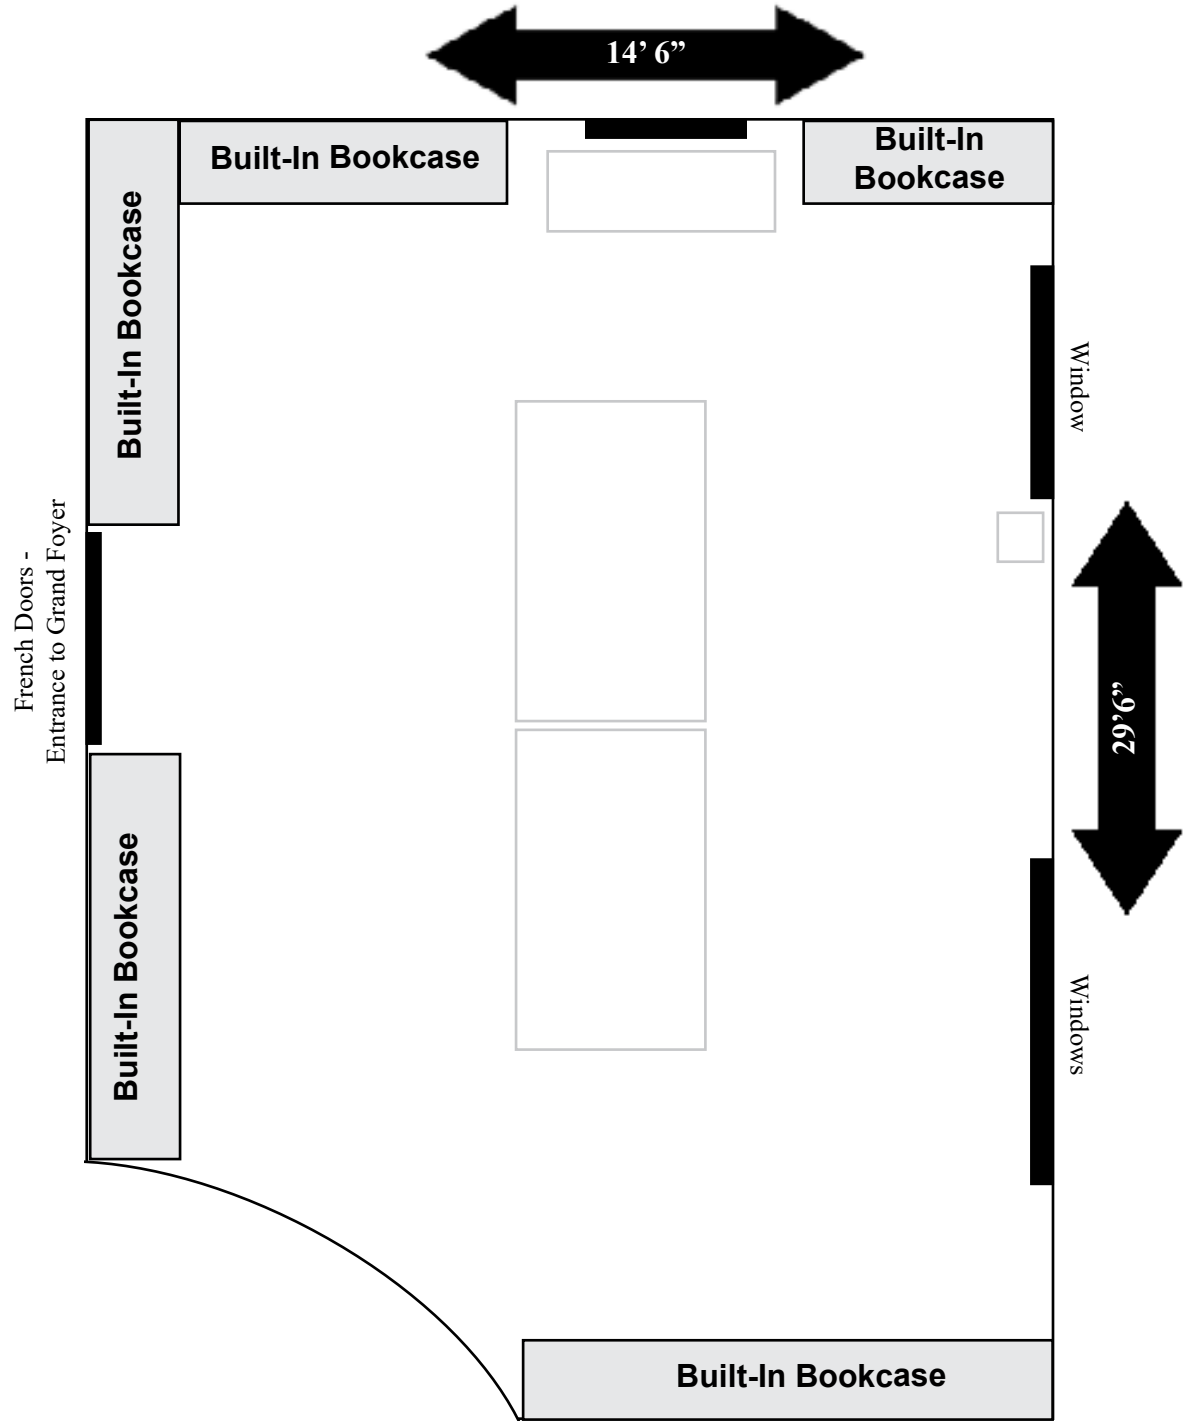 14’ 6”
Built-In Bookcase
Built-In
Bookcase
Built-In Bookcase
Window
French Doors -
Entrance to Grand Foyer
29’6”
Built-In Bookcase
Windows
Built-In Bookcase